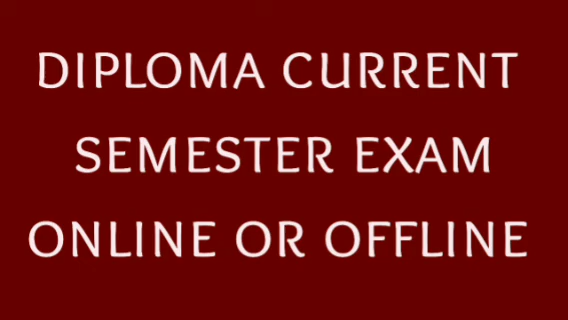 DIPLOMA CURRENT
SEMESTER EXAM
ONLINE OR OFFLINE